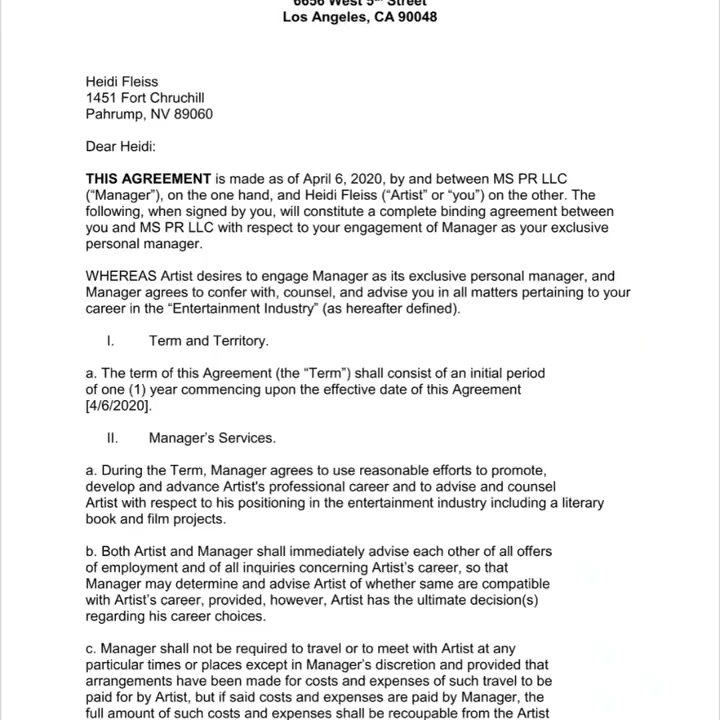 6656 West 5th Street
Los Angeles, CA 90048
Heidi Fleiss
1451 Fort Chruchill
Pahrump, NV 89060
Dear Heidi:
THIS AGREEMENT is made as of April 6, 2020, by and between MS PR LLC
(“Manager”), on the one hand, and Heidi Fleiss (“Artist” or “you”) on the other. The
following, when signed by you, will constitute a complete binding agreement between
you and MS PR LLC with respect to your engagement of Manager as your exclusive
personal manager.
WHEREAS Artist desires to engage Manager as its exclusive personal manager, and
Manager agrees to confer with, counsel, and advise you in all matters pertaining to your
career in the “Entertainment Industry” (as hereafter defined).
I. Term and Territory.
a. The term of this Agreement (the “Term”) shall consist of an initial period
of one (1) year commencing upon the effective date of this Agreement
[4/6/2020].
II. Manager’s Services.
a. During the Term, Manager agrees to use reasonable efforts to promote,
develop and advance Artist's professional career and to advise and counsel
Artist with respect to his positioning in the entertainment industry including a literary
book and film projects.
b. Both Artist and Manager shall immediately advise each other of all offers
of employment and of all inquiries concerning Artist’s career, so that
Manager may determine and advise Artist of whether same are compatible
with Artist’s career, provided, however, Artist has the ultimate decision(s)
regarding his career choices.
c. Manager shall not be required to travel or to meet with Artist at any
particular times or places except in Manager’s discretion and provided that
arrangements have been made for costs and expenses of such travel to be
paid for by Artist, but if said costs and expenses are paid by Manager, the
full amount of such costs and expenses shall be recoupable from the Artist